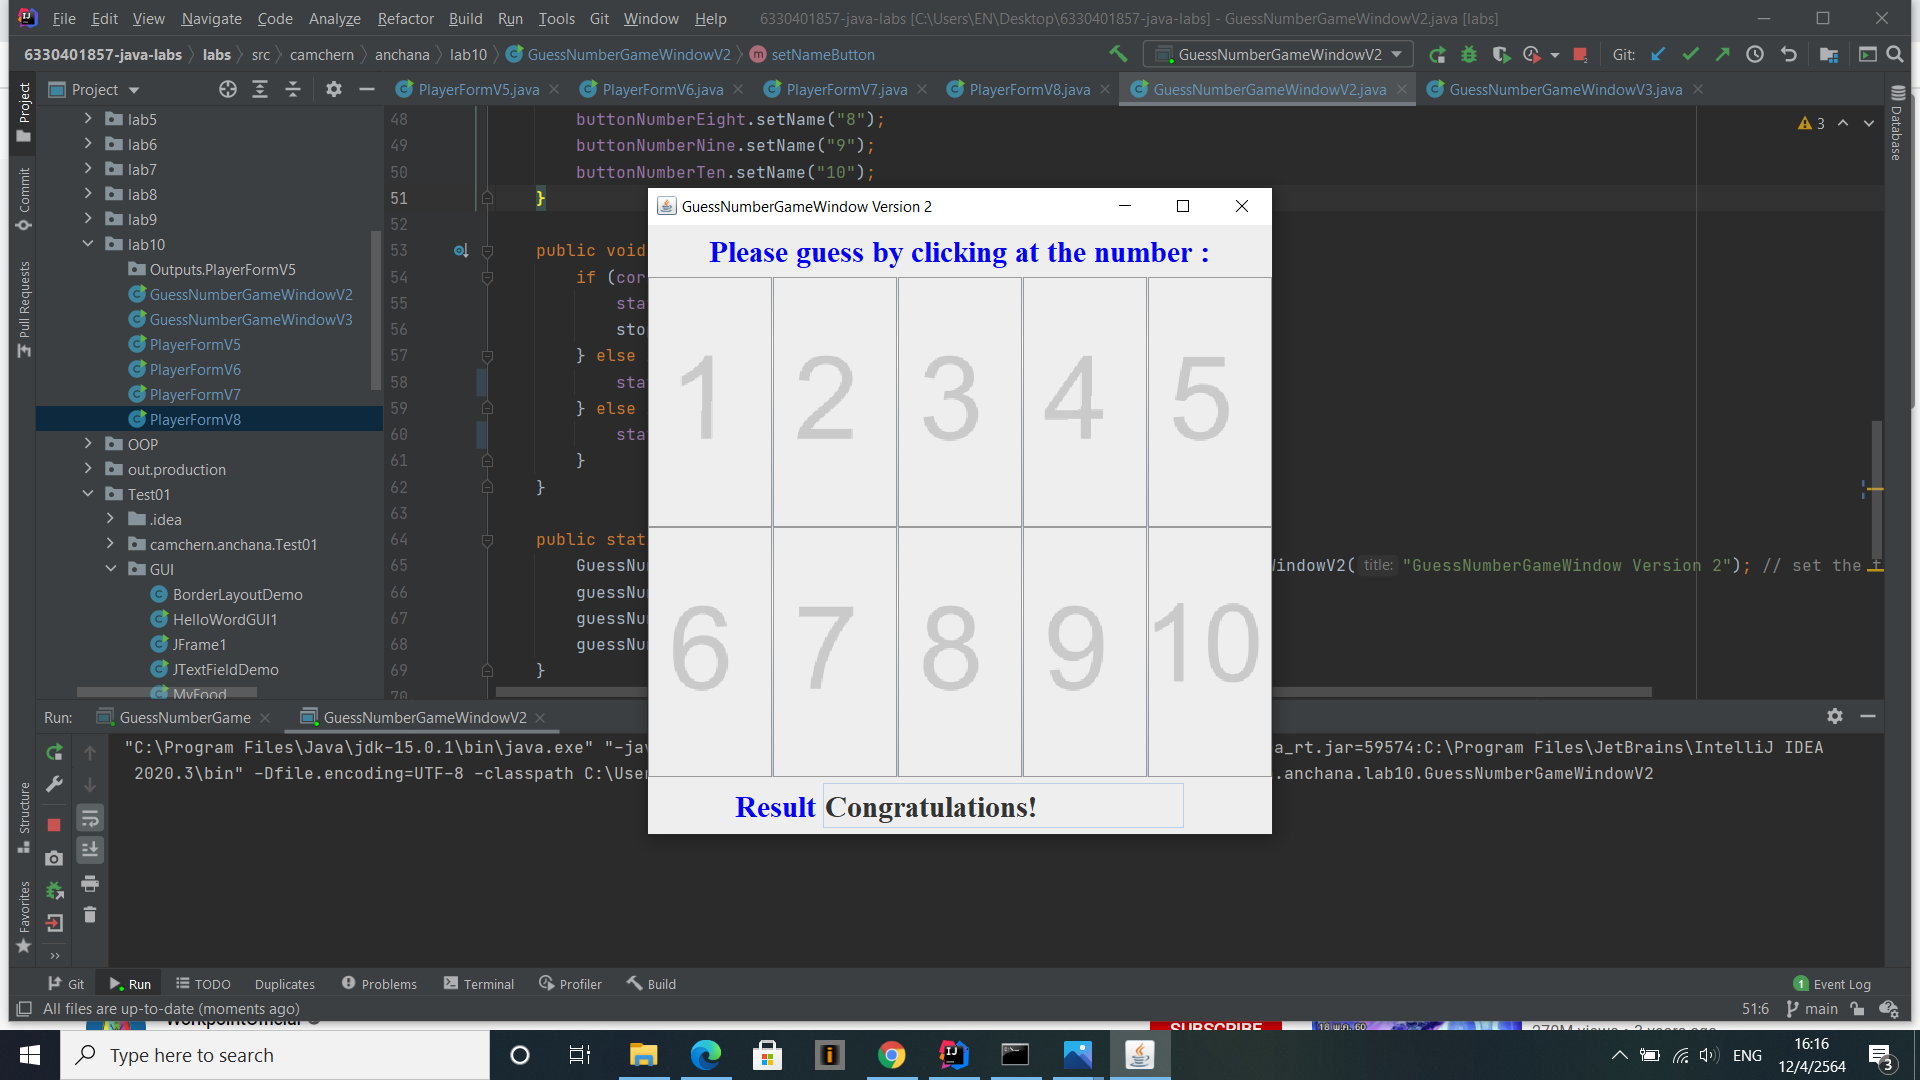 File Edit View Navigate Code Analyze Refactor Build Run Tools Git Window Help 6330401857-java-labs [C:\Users\EN\Desktop\6330401857-java-labs] - GuessNumberGameWindowV2.java [labs]
6330401857-java-labs labs src camchern anchana lab10 GuessNumberGameWindowV2 setNameButton GuessNumberGameWindowV2 Git:
Project PlayerFormV5.java PlayerFormV6.java PlayerFormV7.java PlayerFormV8.java GuessNumberGameWindowV2.java GuessNumberGameWindowV3.java
Project
Commit
Pull Requests
Structure
Favorites
Database
lab5
lab6
lab7
lab8
lab9
lab10
Outputs.PlayerFormV5
GuessNumberGameWindowV2
GuessNumberGameWindowV3
PlayerFormV5
PlayerFormV6
PlayerFormV7
PlayerFormV8
OOP
out.production
Test01
.idea
camchern.anchana.Test01
GUI
BorderLayoutDemo
HelloWordGUI1
JFrame1
JTextFieldDemo
MyFood
3
48 buttonNumberEight.setName("8");
49 buttonNumberNine.setName("9");
50 buttonNumberTen.setName("10");
51 }
52
53 public void
54 if (cor
55 sta
56 sto
57 } else
58 sta
59 } else
60 sta
61 }
62 }
63
64 public stat
65 GuessNu indowV2( title: "GuessNumberGameWindow Version 2"); // set the t
66 guessNu
67 guessNu
68 guessNu
69 }
70
GuessNumberGameWindow Version 2
Please guess by clicking at the number :
1 2 3 4 5
6 7 8 9 10
Result Congratulations!
Run: GuessNumberGame GuessNumberGameWindowV2
"C:\Program Files\Java\jdk-15.0.1\bin\java.exe" "-jav a_rt.jar=59574:C:\Program Files\JetBrains\IntelliJ IDEA
2020.3\bin" -Dfile.encoding=UTF-8 -classpath C:\User .anchana.lab10.GuessNumberGameWindowV2
Git Run TODO Duplicates Problems Terminal Profiler Build 1 Event Log
All files are up-to-date (moments ago) 51:6 main
SUBSCRIBE
18 พ.ค. 60
Type here to search
ENG
16:16
12/4/2564
3